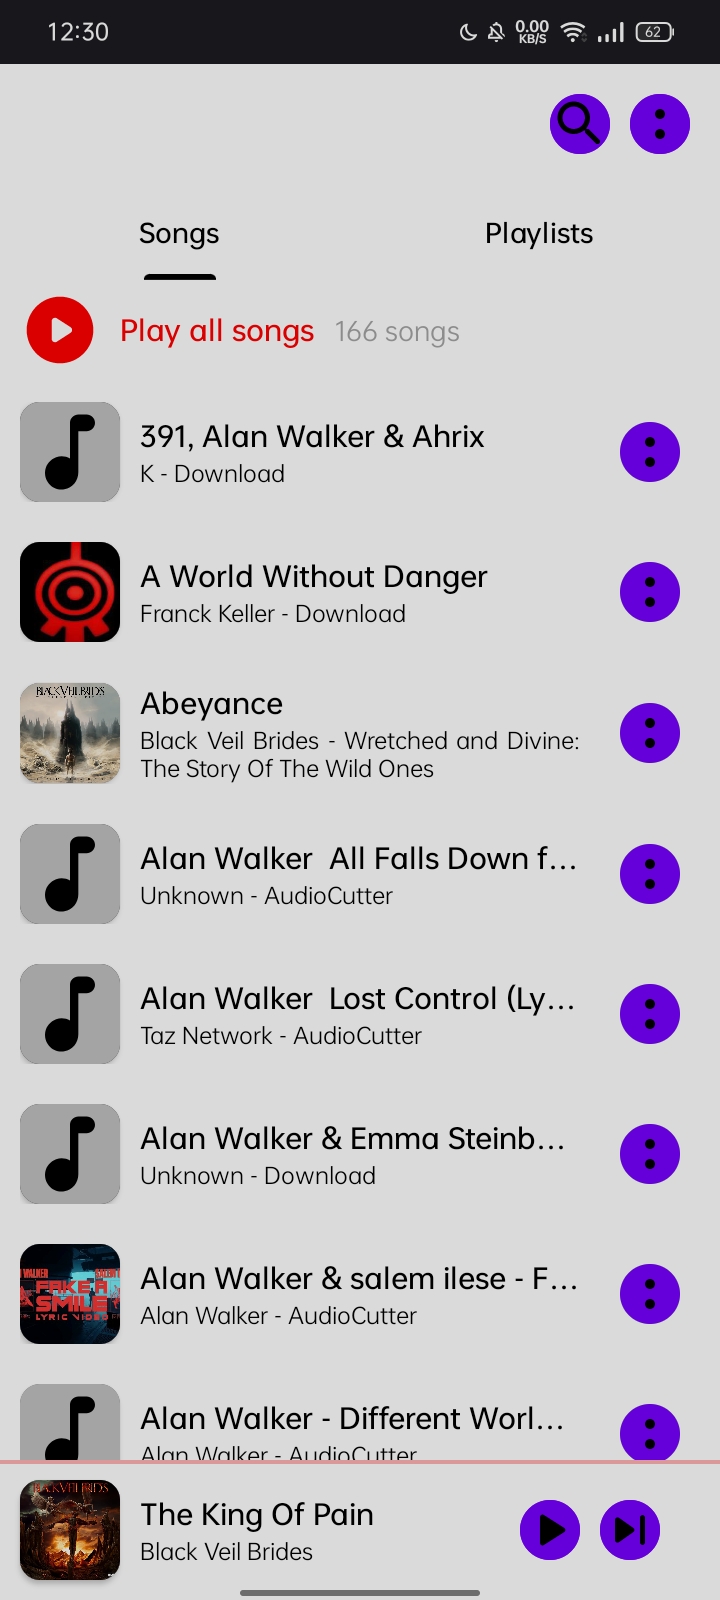 12:30
0.00
KB/S
62
Songs
Playlists
Play all songs 166 songs
391, Alan Walker & Ahrix
K - Download
A World Without Danger
Franck Keller - Download
BLACK VEIL BRIDES
Abeyance
Black Veil Brides - Wretched and Divine:
The Story Of The Wild Ones
Alan Walker  All Falls Down f...
Unknown - AudioCutter
Alan Walker  Lost Control (Ly...
Taz Network - AudioCutter
Alan Walker & Emma Steinb...
Unknown - Download
WALKER
FAKE A
SMILE
LYRIC VIDEO
Alan Walker & salem ilese - F...
Alan Walker - AudioCutter
Alan Walker - Different Worl...
Alan Walker - AudioCutter
BLACK VEIL BRIDES
The King Of Pain
Black Veil Brides